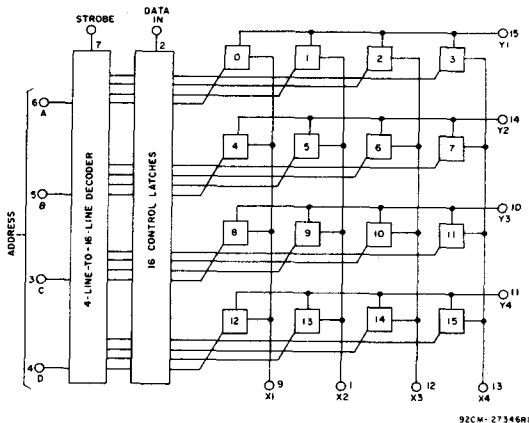 STROBE
7
DATA
IN
2
0 1 2 3
15
Y1
6
A
4 5 6 7
14
Y2
ADDRESS
5
B
4-LINE-TO-16-LINE DECODER
16 CONTROL LATCHES
8 9 10 11
10
Y3
3
C
12 13 14 15
11
Y4
4
D
9
X1
1
X2
12
X3
13
X4
92CM-27346R1